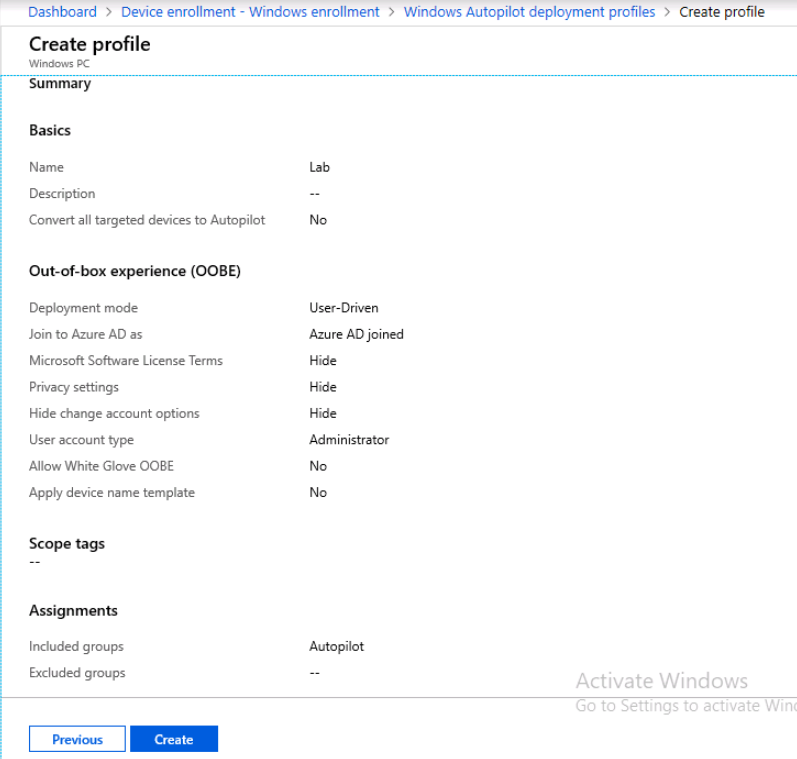 Dashboard > Device enrollment - Windows enrollment > Windows Autopilot deployment profiles > Create profile
Create profile
Windows PC
Summary
Basics
Name Lab
Description --
Convert all targeted devices to Autopilot No
Out-of-box experience (OOBE)
Deployment mode User-Driven
Join to Azure AD as Azure AD joined
Microsoft Software License Terms Hide
Privacy settings Hide
Hide change account options Hide
User account type Administrator
Allow White Glove OOBE No
Apply device name template No
Scope tags
--
Assignments
Included groups Autopilot
Excluded groups --
Activate Windows
Go to Settings to activate Win
Previous Create